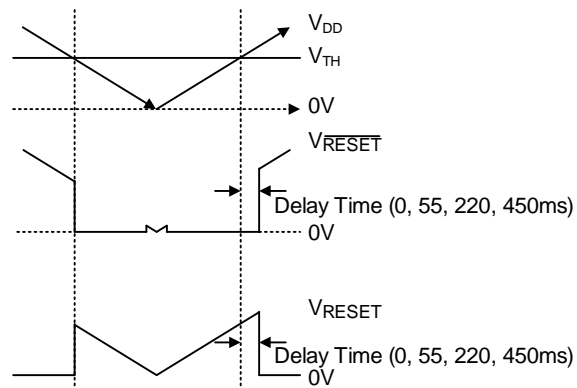 VDD
VTH
0V
VRESET
Delay Time (0, 55, 220, 450ms)
0V
VRESET
Delay Time (0, 55, 220, 450ms)
0V